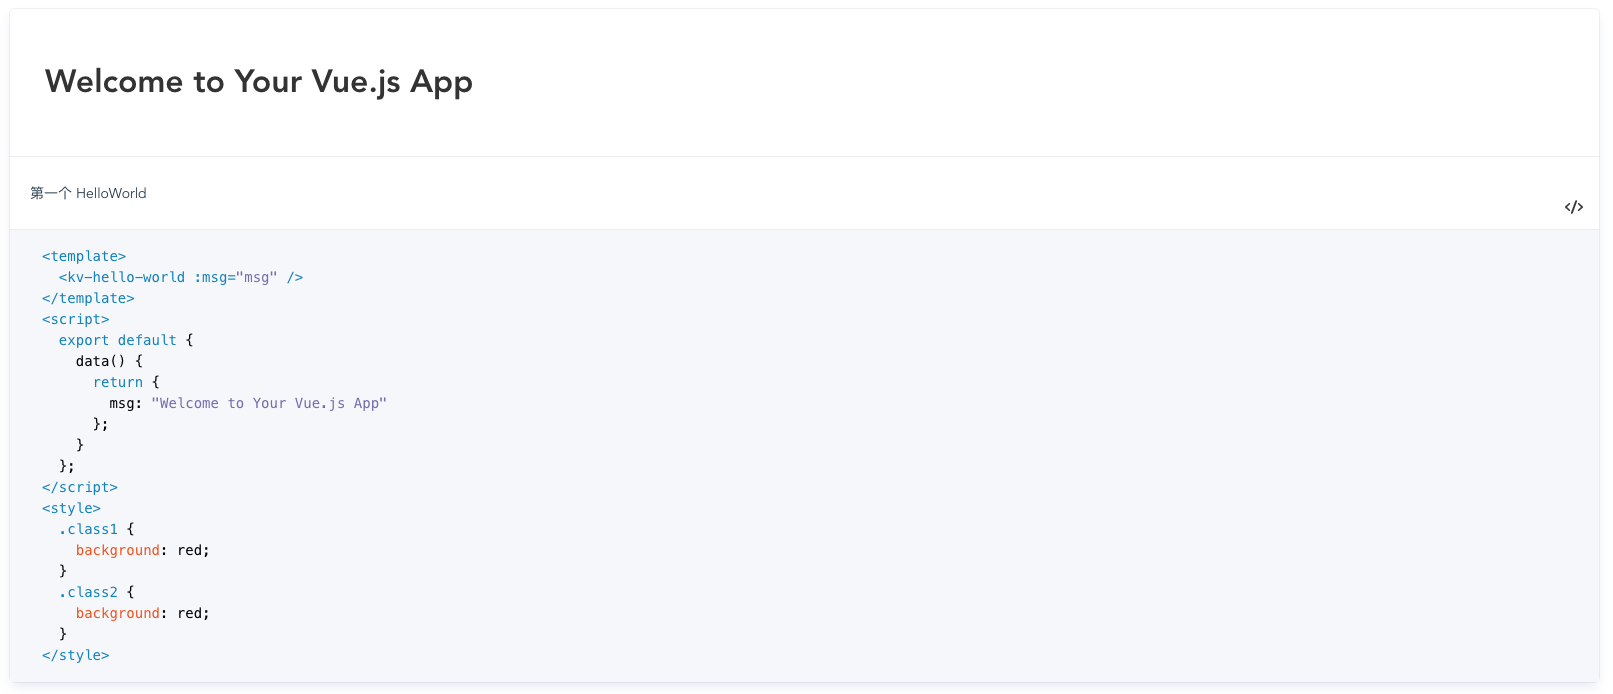 Welcome to Your Vue.js App
第一个 HelloWorld
</>
<template>
  <kv-hello-world :msg="msg" />
</template>
<script>
  export default {
    data() {
      return {
        msg: "Welcome to Your Vue.js App"
      };
    }
  };
</script>
<style>
  .class1 {
    background: red;
  }
  .class2 {
    background: red;
  }
</style>